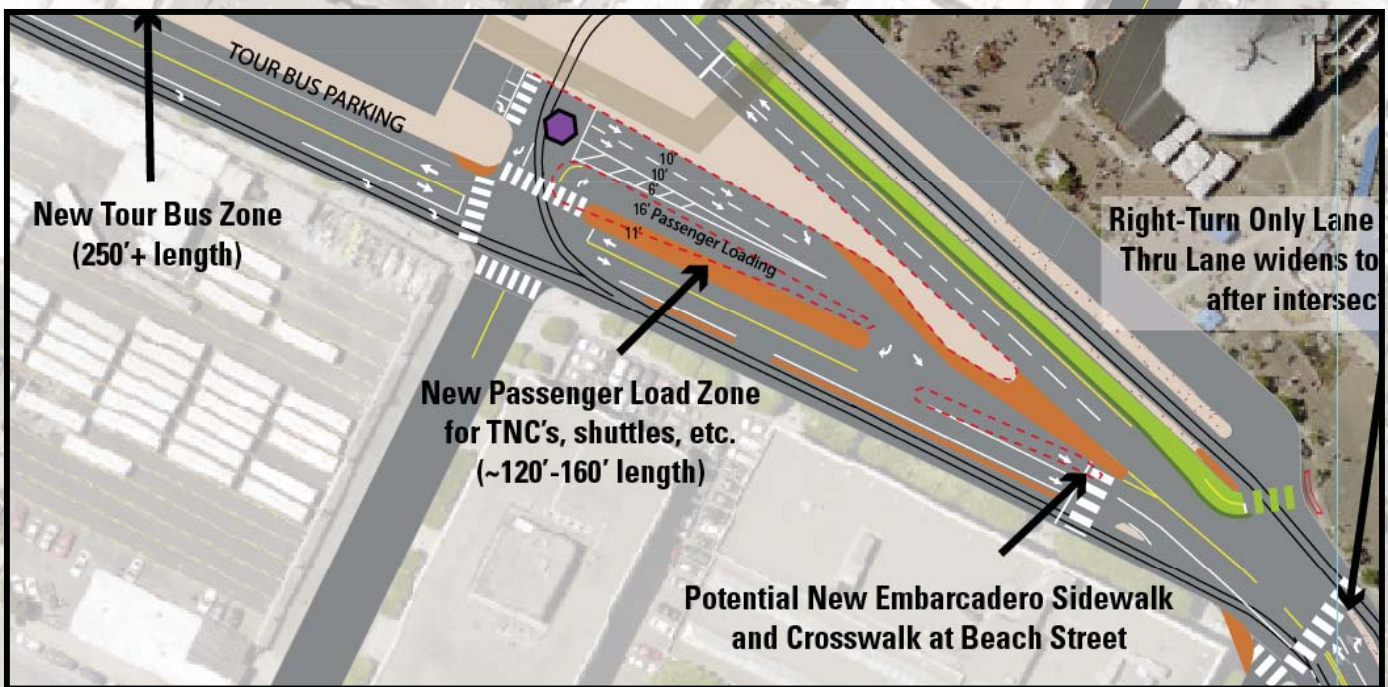 TOUR BUS PARKING
10'
10'
6'
16' Passenger Loading
11'
New Tour Bus Zone
(250'+ length)
Right-Turn Only Lane
Thru Lane widens to
after intersec
New Passenger Load Zone
for TNC's, shuttles, etc.
(~120'-160' length)
Potential New Embarcadero Sidewalk
and Crosswalk at Beach Street